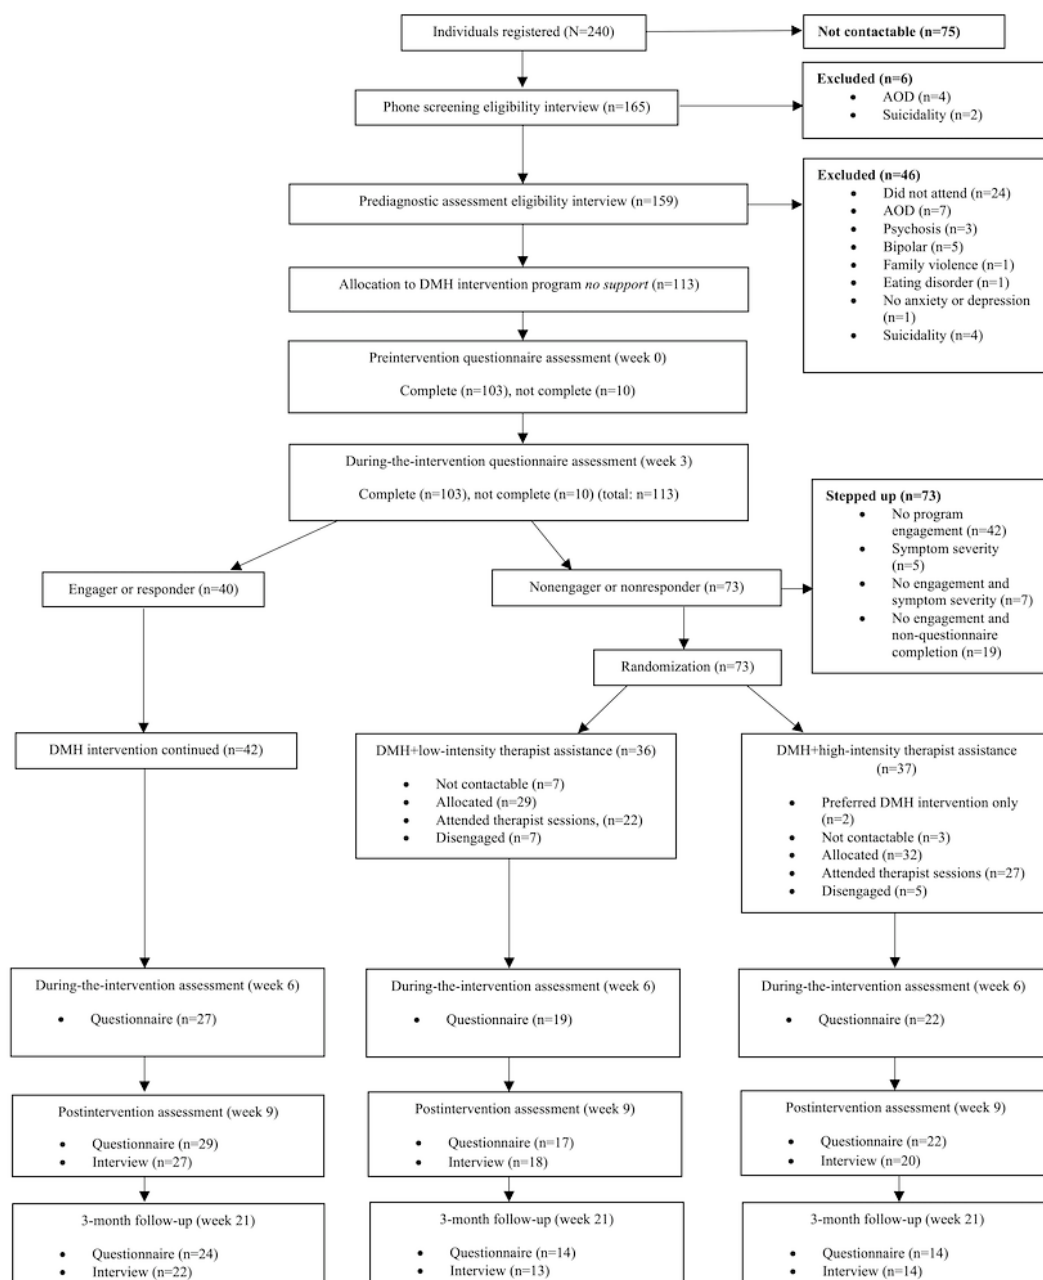 Individuals registered (N=240)
Not contactable (n=75)
Phone screening eligibility interview (n=165)
Excluded (n=6)
• AOD (n=4)
• Suicidality (n=2)
Prediagnostic assessment eligibility interview (n=159)
Excluded (n=46)
• Did not attend (n=24)
• AOD (n=7)
• Psychosis (n=3)
• Bipolar (n=5)
• Family violence (n=1)
• Eating disorder (n=1)
• No anxiety or depression
(n=1)
• Suicidality (n=4)
Allocation to DMH intervention program no support (n=113)
Preintervention questionnaire assessment (week 0)
Complete (n=103), not complete (n=10)
During-the-intervention questionnaire assessment (week 3)
Complete (n=103), not complete (n=10) (total: n=113)
Stepped up (n=73)
• No program
engagement (n=42)
• Symptom severity
(n=5)
• No engagement and
symptom severity (n=7)
• No engagement and
non-questionnaire
completion (n=19)
Engager or responder (n=40)
Nonengager or nonresponder (n=73)
Randomization (n=73)
DMH intervention continued (n=42)
DMH+low-intensity therapist assistance (n=36)
• Not contactable (n=7)
• Allocated (n=29)
• Attended therapist sessions, (n=22)
• Disengaged (n=7)
DMH+high-intensity therapist assistance
(n=37)
• Preferred DMH intervention only
(n=2)
• Not contactable (n=3)
• Allocated (n=32)
• Attended therapist sessions (n=27)
• Disengaged (n=5)
During-the-intervention assessment (week 6)
• Questionnaire (n=27)
During-the-intervention assessment (week 6)
• Questionnaire (n=19)
During-the-intervention assessment (week 6)
• Questionnaire (n=22)
Postintervention assessment (week 9)
• Questionnaire (n=29)
• Interview (n=27)
Postintervention assessment (week 9)
• Questionnaire (n=17)
• Interview (n=18)
Postintervention assessment (week 9)
• Questionnaire (n=22)
• Interview (n=20)
3-month follow-up (week 21)
• Questionnaire (n=24)
• Interview (n=22)
3-month follow-up (week 21)
• Questionnaire (n=14)
• Interview (n=13)
3-month follow-up (week 21)
• Questionnaire (n=14)
• Interview (n=14)